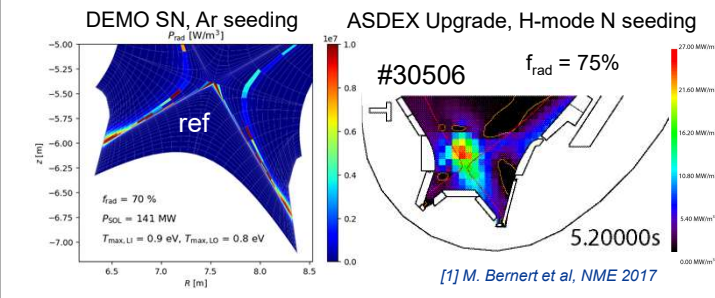 DEMO SN, Ar seeding
P_rad [W/m³]
1e7
-5.00
-5.25
-5.50
-5.75
-6.00
-6.25
-6.50
-6.75
-7.00
z [m]
ref
f_rad = 70 %
P_SOL = 141 MW
T_max,LI = 0.9 eV, T_max,LO = 0.8 eV
6.5
7.0
7.5
8.0
8.5
R [m]
1.0
0.8
0.6
0.4
0.2
0.0
ASDEX Upgrade, H-mode N seeding
#30506
f_rad = 75%
27.00 MW/m³
21.60 MW/m³
16.20 MW/m³
10.80 MW/m³
5.40 MW/m³
0.00 MW/m³
5.20000s
[1] M. Bernert et al, NME 2017